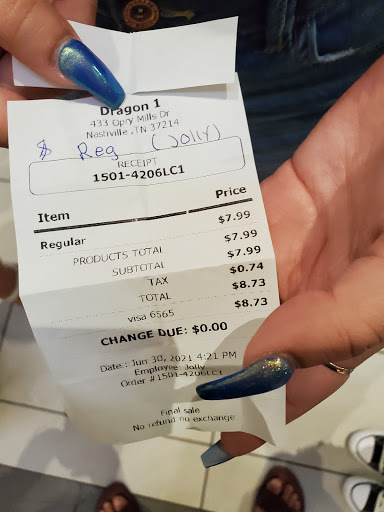 Dragon 1
433 Opry Mills Dr
Nashville ,TN 37214
$ Reg (Jolly)
RECEIPT
1501-4206LC1
Item Price
Regular $7.99
PRODUCTS TOTAL $7.99
SUBTOTAL $7.99
TAX $0.74
TOTAL $8.73
visa 6565 $8.73
CHANGE DUE: $0.00
Date : Jun 30, 2021 4:21 PM
Employee: Jolly
Order #1501-4206LC1
Final sale
No refund no exchange